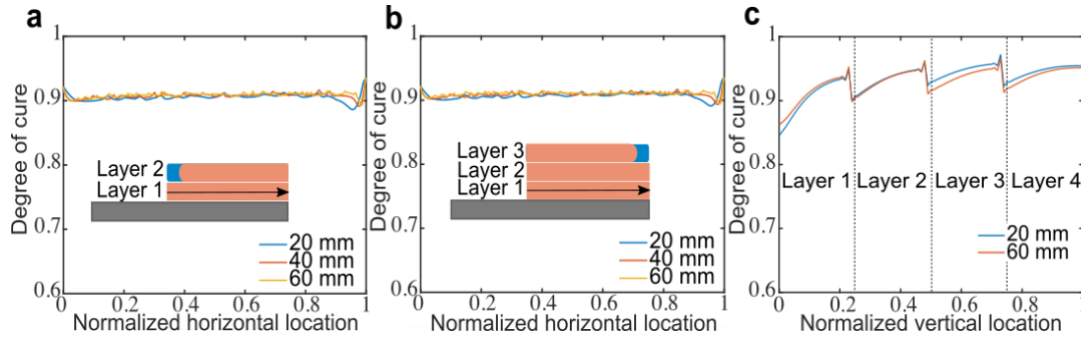 a
Degree of cure
1
0.9
0.8
0.7
0.6
Layer 2
Layer 1
20 mm
40 mm
60 mm
0 0.2 0.4 0.6 0.8 1
Normalized horizontal location
b
Degree of cure
1
0.9
0.8
0.7
0.6
Layer 3
Layer 2
Layer 1
20 mm
40 mm
60 mm
0 0.2 0.4 0.6 0.8 1
Normalized horizontal location
c
Degree of cure
1
0.9
0.8
0.7
0.6
Layer 1 Layer 2 Layer 3 Layer 4
20 mm
60 mm
0 0.2 0.4 0.6 0.8 1
Normalized vertical location